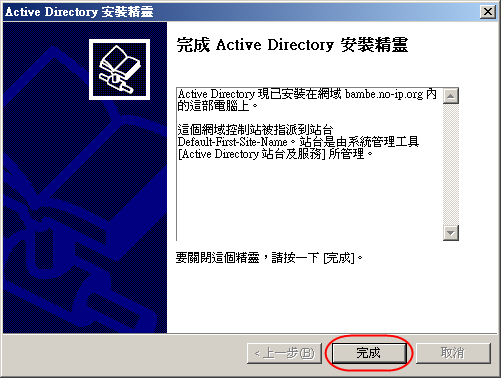 Active Directory 安裝精靈
完成 Active Directory 安裝精靈
Active Directory 現已安裝在網域 bambe.no-ip.org 內
的這部電腦上。
這個網域控制站被指派到站台
Default-First-Site-Name。站台是由系統管理工具
[Active Directory 站台及服務] 所管理。
要關閉這個精靈，請按一下 [完成]。
< 上一步(B)
完成
取消